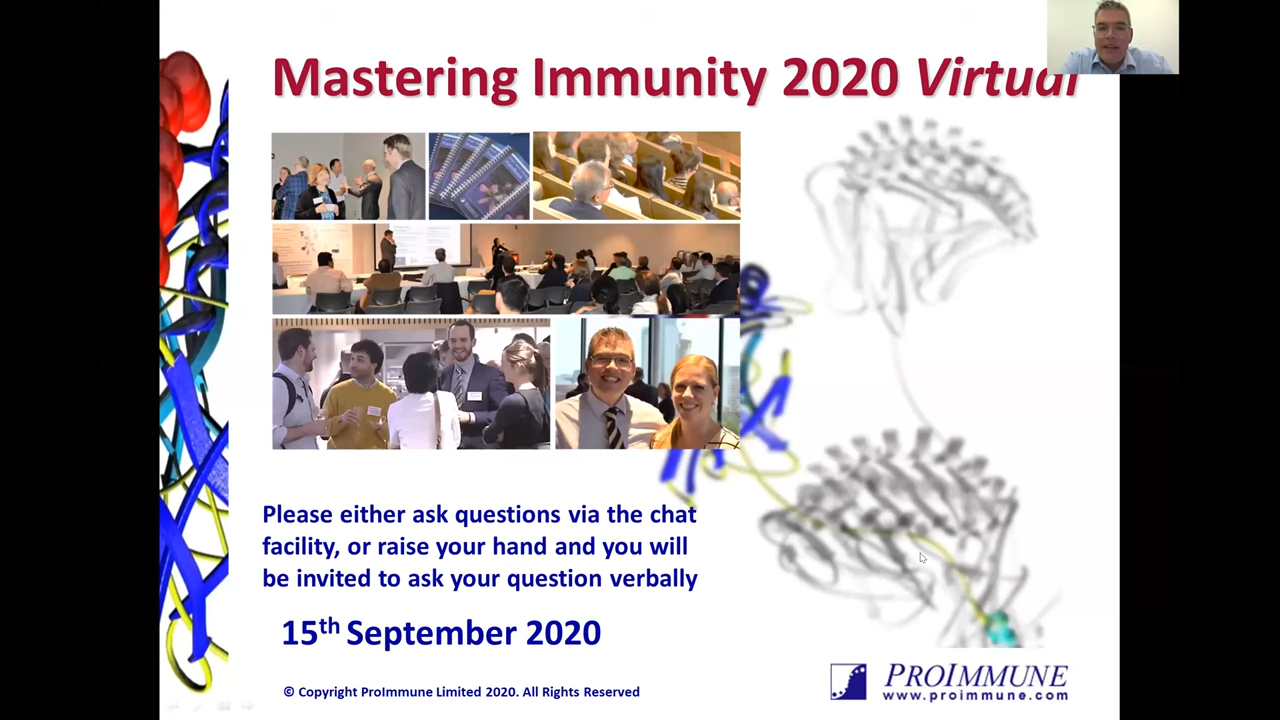 Mastering Immunity 2020 Virtual
Please either ask questions via the chat
facility, or raise your hand and you will
be invited to ask your question verbally
15th September 2020
© Copyright ProImmune Limited 2020. All Rights Reserved
PROIMMUNE
www.proimmune.com